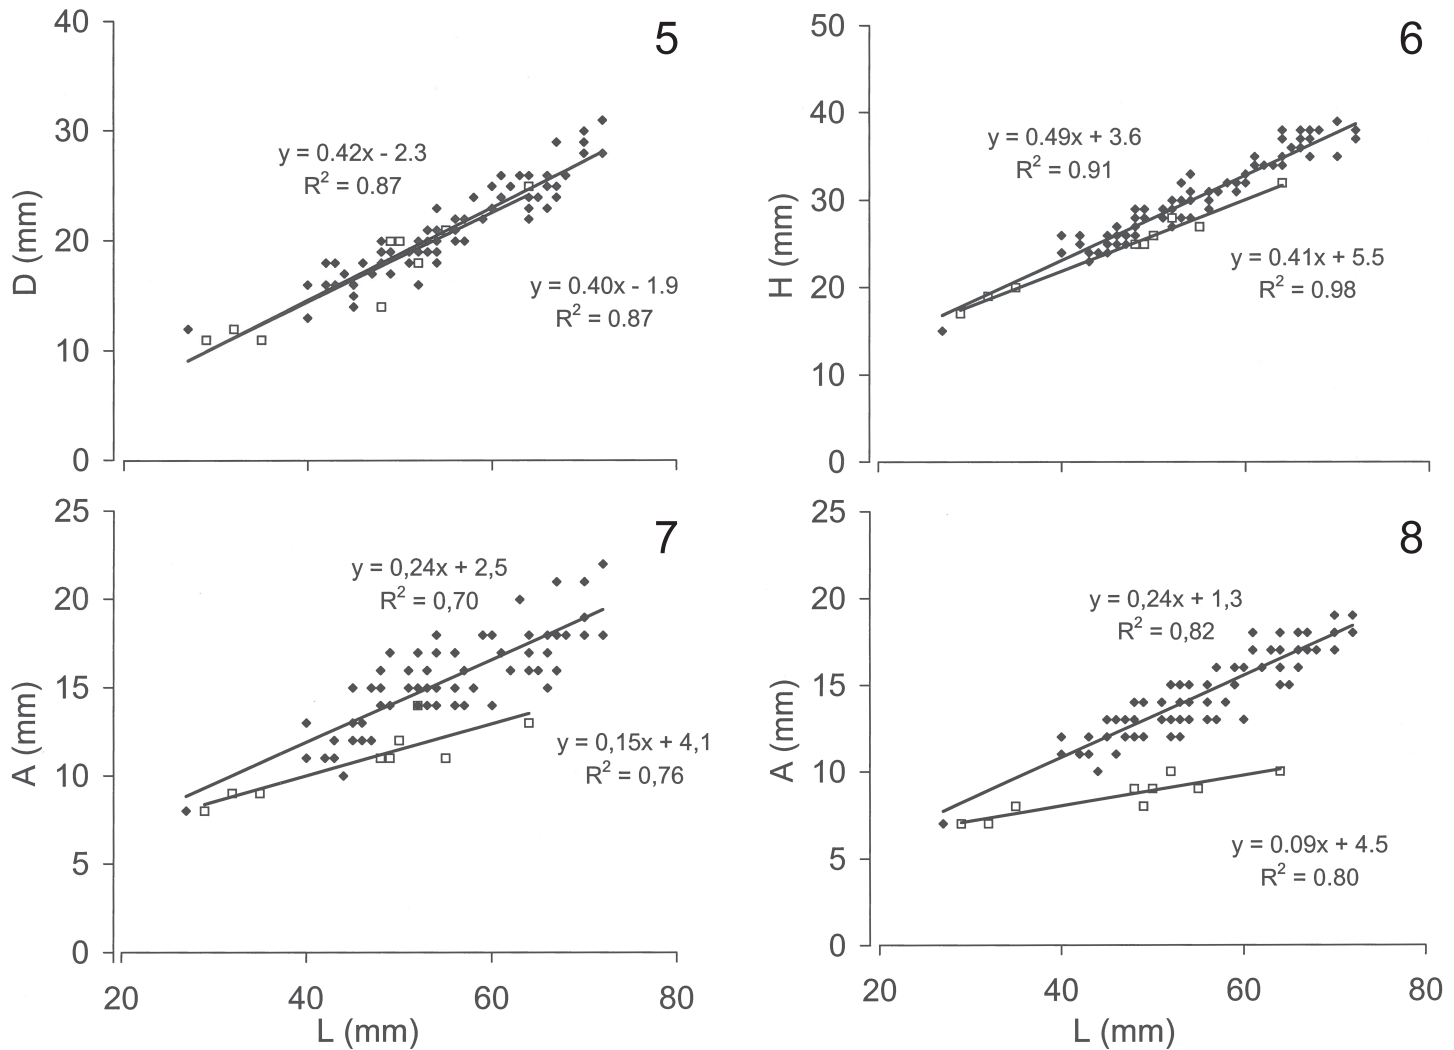 40
30
20
10
0
D (mm)
5
y = 0.42x - 2.3
R² = 0.87
y = 0.40x - 1.9
R² = 0.87
50
40
30
20
10
0
H (mm)
6
y = 0.49x + 3.6
R² = 0.91
y = 0.41x + 5.5
R² = 0.98
25
20
15
10
5
0
A (mm)
7
y = 0,24x + 2,5
R² = 0,70
y = 0,15x + 4,1
R² = 0,76
20 40 60 80
L (mm)
25
20
15
10
5
0
A (mm)
8
y = 0,24x + 1,3
R² = 0,82
y = 0.09x + 4.5
R² = 0.80
20 40 60 80
L (mm)